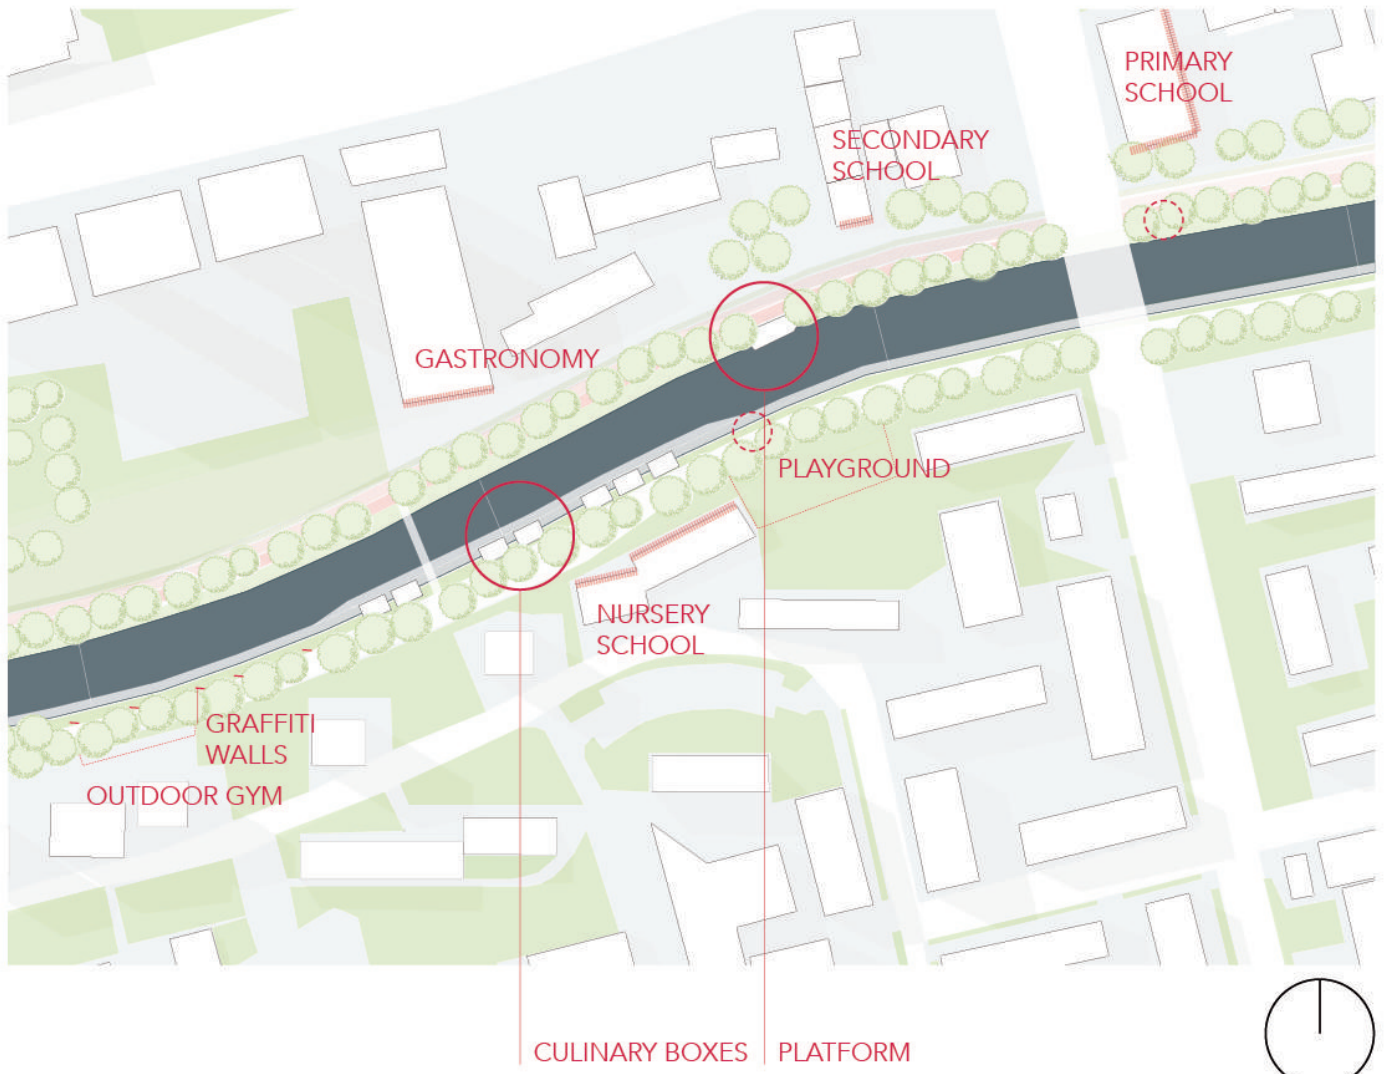 PRIMARY
SCHOOL
SECONDARY
SCHOOL
GASTRONOMY
PLAYGROUND
NURSERY
SCHOOL
GRAFFITI
WALLS
OUTDOOR GYM
CULINARY BOXES
PLATFORM